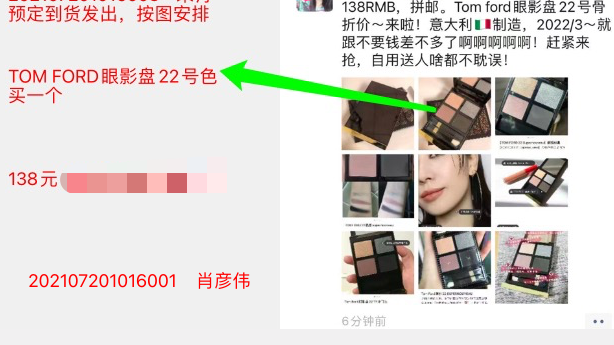 预定到货发出，按图安排
TOM FORD眼影盘22号色
买一个
138元
202107201016001 肖彦伟
138RMB，拼邮。Tom ford眼影盘22号骨
折价～来啦！意大利🇮🇹制造，2022/3～就
跟不要钱差不多了啊啊啊啊啊！赶紧来
抢，自用送人啥都不耽误！
6分钟前